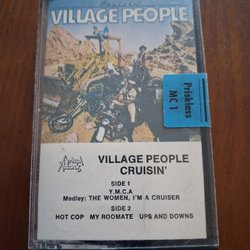 Cruisin'
VILLAGE PEOPLE
Prisklass
MC 1
VILLAGE PEOPLE
CRUISIN'
SIDE 1
Y.M.C.A
Medley: THE WOMEN, I'M A CRUISER
SIDE 2
HOT COP MY ROOMATE UPS AND DOWNS